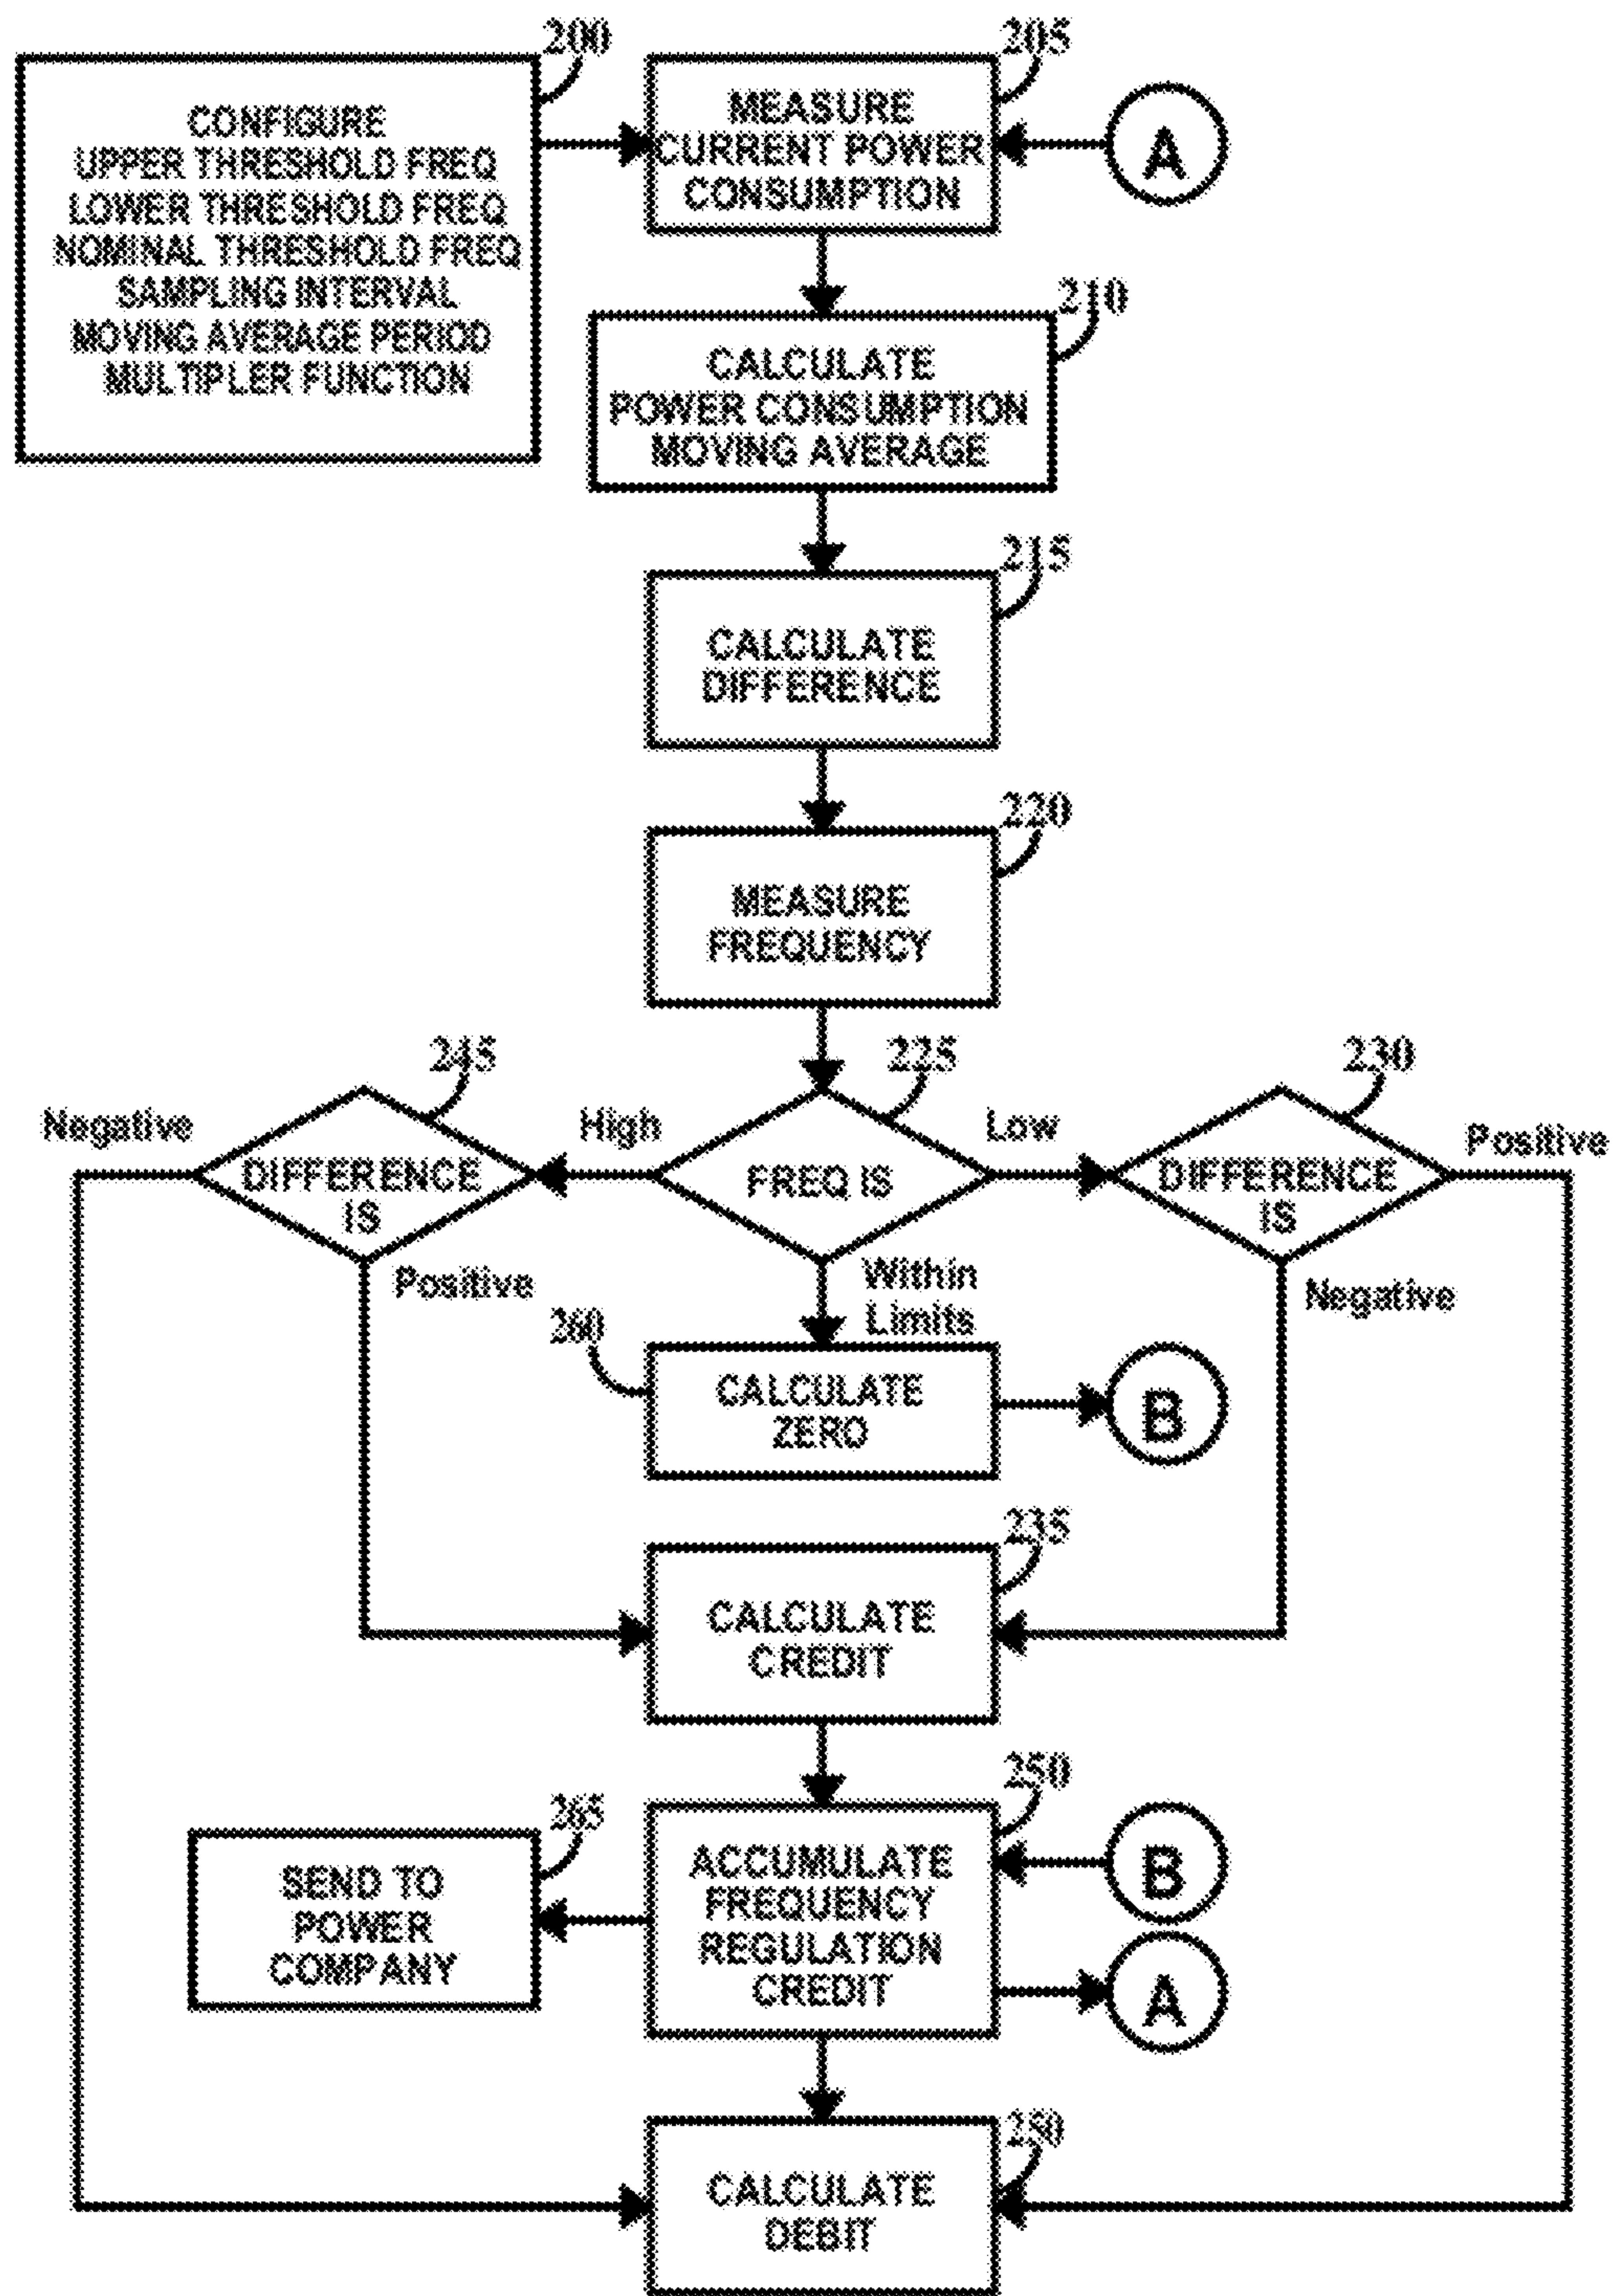 200
CONFIGURE
UPPER THRESHOLD FREQ
LOWER THRESHOLD FREQ
NOMINAL THRESHOLD FREQ
SAMPLING INTERVAL
MOVING AVERAGE PERIOD
MULTIPLER FUNCTION
205
MEASURE
CURRENT POWER
CONSUMPTION
A
210
CALCULATE
POWER CONSUMPTION
MOVING AVERAGE
215
CALCULATE
DIFFERENCE
220
MEASURE
FREQUENCY
245
Negative
DIFFERENCE
IS
Positive
High
225
FREQ IS
Low
Within
Limits
230
DIFFERENCE
IS
Positive
Negative
260
CALCULATE
ZERO
B
235
CALCULATE
CREDIT
265
SEND TO
POWER
COMPANY
250
ACCUMULATE
FREQUENCY
REGULATION
CREDIT
B
A
250
CALCULATE
DEBIT